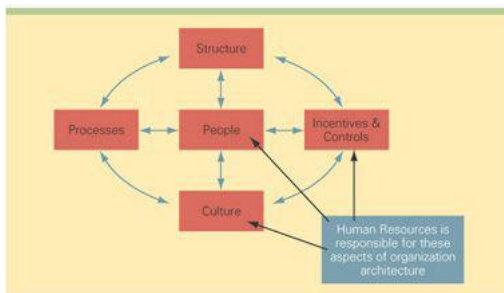 Structure
Processes
People
Incentives &
Controls
Culture
Human Resources is
responsible for these
aspects of organization
architecture